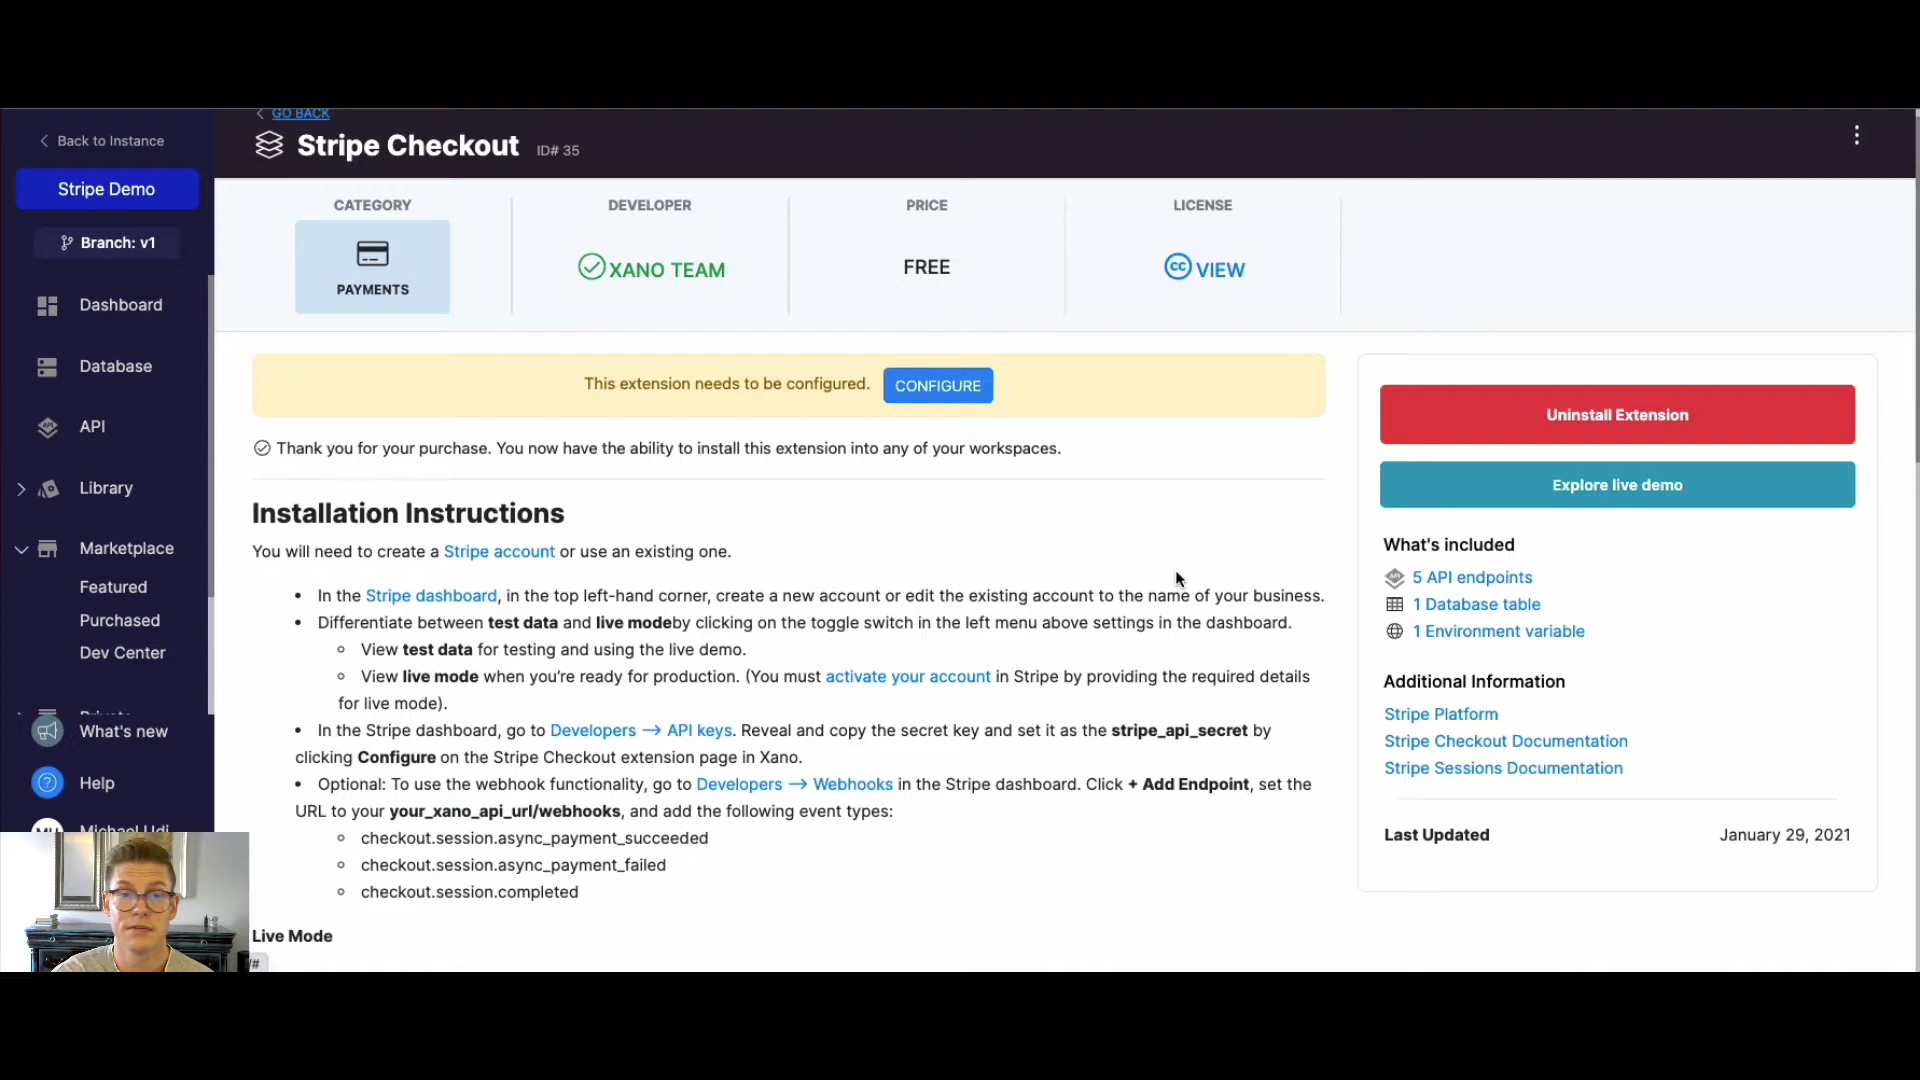 GO BACK
Back to Instance
Stripe Checkout ID# 35
Stripe Demo
Branch: v1
Dashboard
Database
API
Library
Marketplace
Featured
Purchased
Dev Center
What's new
Help
CATEGORY
PAYMENTS
DEVELOPER
XANO TEAM
PRICE
FREE
LICENSE
cc VIEW
This extension needs to be configured. CONFIGURE
Thank you for your purchase. You now have the ability to install this extension into any of your workspaces.
Installation Instructions
You will need to create a Stripe account or use an existing one.
• In the Stripe dashboard, in the top left-hand corner, create a new account or edit the existing account to the name of your business.
• Differentiate between test data and live modeby clicking on the toggle switch in the left menu above settings in the dashboard.
◦ View test data for testing and using the live demo.
◦ View live mode when you're ready for production. (You must activate your account in Stripe by providing the required details
for live mode).
• In the Stripe dashboard, go to Developers → API keys. Reveal and copy the secret key and set it as the stripe_api_secret by
clicking Configure on the Stripe Checkout extension page in Xano.
• Optional: To use the webhook functionality, go to Developers → Webhooks in the Stripe dashboard. Click + Add Endpoint, set the
URL to your your_xano_api_url/webhooks, and add the following event types:
◦ checkout.session.async_payment_succeeded
◦ checkout.session.async_payment_failed
◦ checkout.session.completed
Live Mode
Uninstall Extension
Explore live demo
What's included
5 API endpoints
1 Database table
1 Environment variable
Additional Information
Stripe Platform
Stripe Checkout Documentation
Stripe Sessions Documentation
Last Updated January 29, 2021